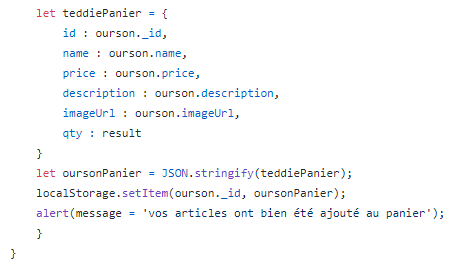 let teddiePanier = {
id : ourson._id,
name : ourson.name,
price : ourson.price,
description : ourson.description,
imageUrl : ourson.imageUrl,
qty : result
}
let oursonPanier = JSON.stringify(teddiePanier);
localStorage.setItem(ourson._id, oursonPanier);
alert(message = 'vos articles ont bien été ajouté au panier');
}
}